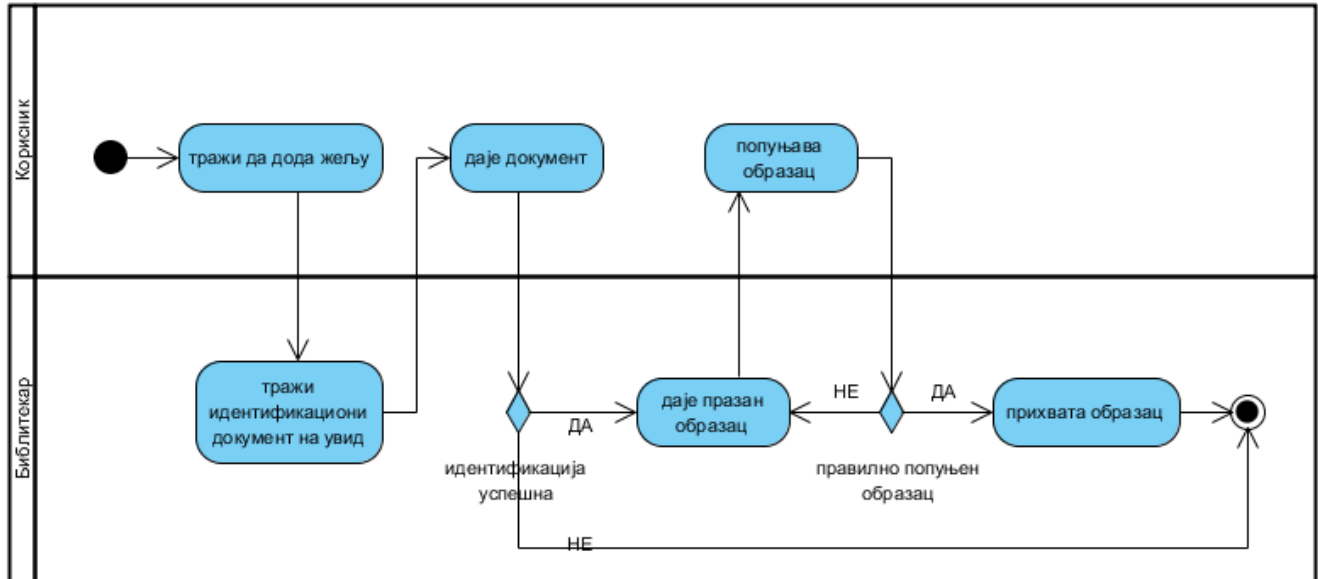 Корисник
тражи да дода жељу
даје документ
попуњава
образац
Библиотекар
тражи
идентификациони
документ на увид
ДА
идентификација
успешна
НЕ
даје празан
образац
НЕ
ДА
правилно попуњен
образац
прихвата образац